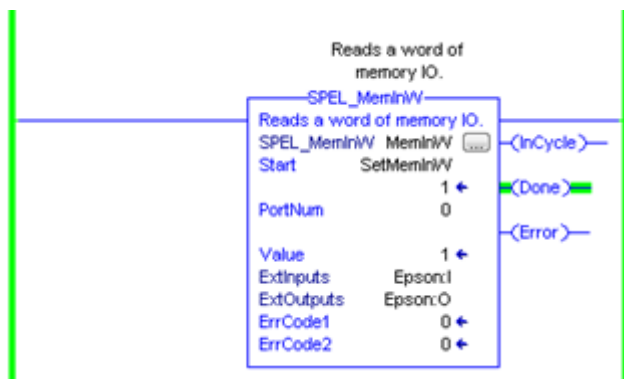 Reads a word of
memory IO.
SPEL_MemInW
Reads a word of memory IO.
SPEL_MemInW MemInW ...
(InCycle)
Start SetMemInW
1
(Done)
PortNum 0
(Error)
Value 1
ExtInputs Epson:I
ExtOutputs Epson:O
ErrCode1 0
ErrCode2 0